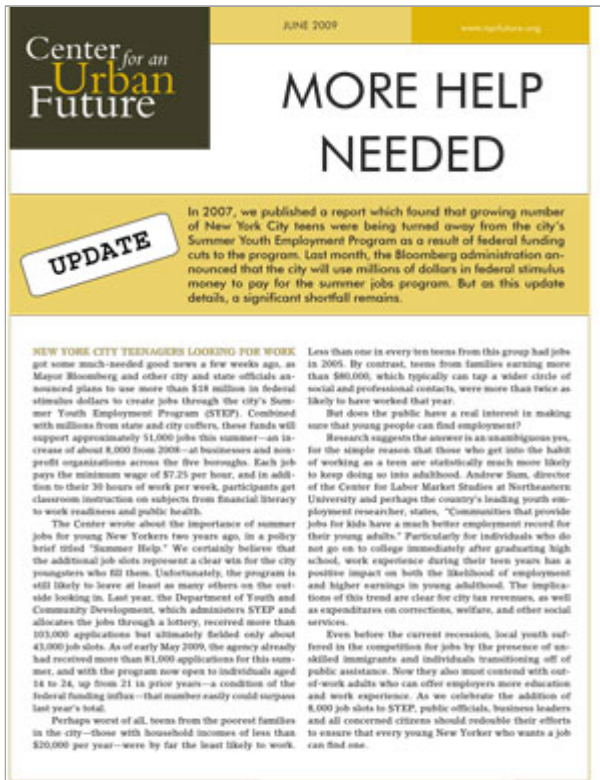 Center for an
Urban
Future
JUNE 2009
www.nycfuture.org
MORE HELP
NEEDED
UPDATE
In 2007, we published a report which found that growing number
of New York City teens were being turned away from the city's
Summer Youth Employment Program as a result of federal funding
cuts to the program. Last month, the Bloomberg administration an-
nounced that the city will use millions of dollars in federal stimulus
money to pay for the summer jobs program. But as this update
details, a significant shortfall remains.
NEW YORK CITY TEENAGERS LOOKING FOR WORK
got some much-needed good news a few weeks ago, as
Mayor Bloomberg and other city and state officials an-
nounced plans to use more than $18 million in federal
stimulus dollars to create jobs through the city's Sum-
mer Youth Employment Program (SYEP). Combined
with millions from state and city coffers, these funds will
support approximately 51,000 jobs this summer—an in-
crease of about 8,000 from 2008—at businesses and non-
profit organizations across the five boroughs. Each job
pays the minimum wage of $7.25 per hour, and in addi-
tion to their 30 hours of work per week, participants get
classroom instruction on subjects from financial literacy
to work readiness and public health.
The Center wrote about the importance of summer
jobs for young New Yorkers two years ago, in a policy
brief titled "Summer Help." We certainly believe that
the additional job slots represent a clear win for the city
youngsters who fill them. Unfortunately, the program is
still likely to leave at least as many others on the out-
side looking in. Last year, the Department of Youth and
Community Development, which administers SYEP and
allocates the jobs through a lottery, received more than
103,000 applications but ultimately fielded only about
43,000 job slots. As of early May 2009, the agency already
had received more than 81,000 applications for this sum-
mer, and with the program now open to individuals aged
14 to 24, up from 21 in prior years—a condition of the
federal funding influx—that number easily could surpass
last year's total.
Perhaps worst of all, teens from the poorest families
in the city—those with household incomes of less than
$20,000 per year—were by far the least likely to work.
Less than one in every ten teens from this group had jobs
in 2005. By contrast, teens from families earning more
than $80,000, which typically can tap a wider circle of
social and professional contacts, were more than twice as
likely to have worked that year.
But does the public have a real interest in making
sure that young people can find employment?
Research suggests the answer is an unambiguous yes,
for the simple reason that those who get into the habit
of working as a teen are statistically much more likely
to keep doing so into adulthood. Andrew Sum, director
of the Center for Labor Market Studies at Northeastern
University and perhaps the country's leading youth em-
ployment researcher, states, "Communities that provide
jobs for kids have a much better employment record for
their young adults." Particularly for individuals who do
not go on to college immediately after graduating high
school, work experience during their teen years has a
positive impact on both the likelihood of employment
and higher earnings in young adulthood. The implica-
tions of this trend are clear for city tax revenues, as well
as expenditures on corrections, welfare, and other social
services.
Even before the current recession, local youth suf-
fered in the competition for jobs by the presence of un-
skilled immigrants and individuals transitioning off of
public assistance. Now they also must contend with out-
of-work adults who can offer employers more education
and work experience. As we celebrate the addition of
8,000 job slots to SYEP, public officials, business leaders
and all concerned citizens should redouble their efforts
to ensure that every young New Yorker who wants a job
can find one.